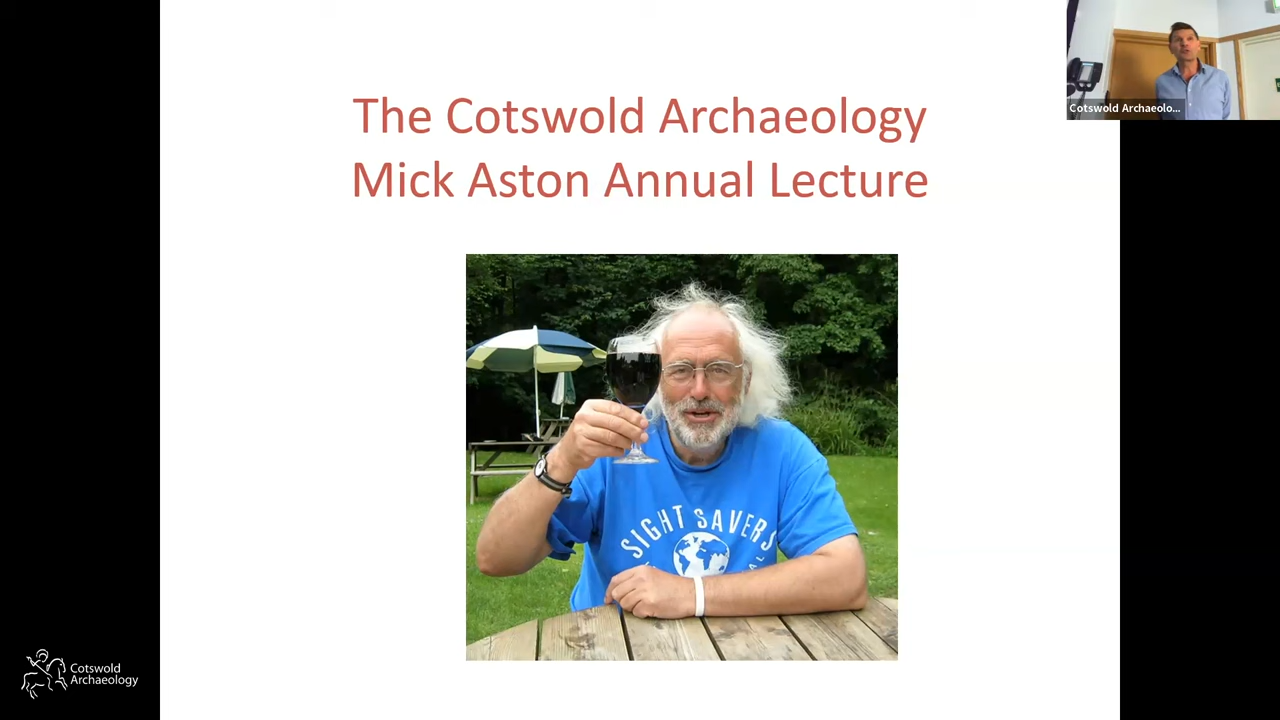 The Cotswold Archaeology
Mick Aston Annual Lecture
Cotswold Archaeolo...
SIGHT SAVERS
Cotswold
Archaeology